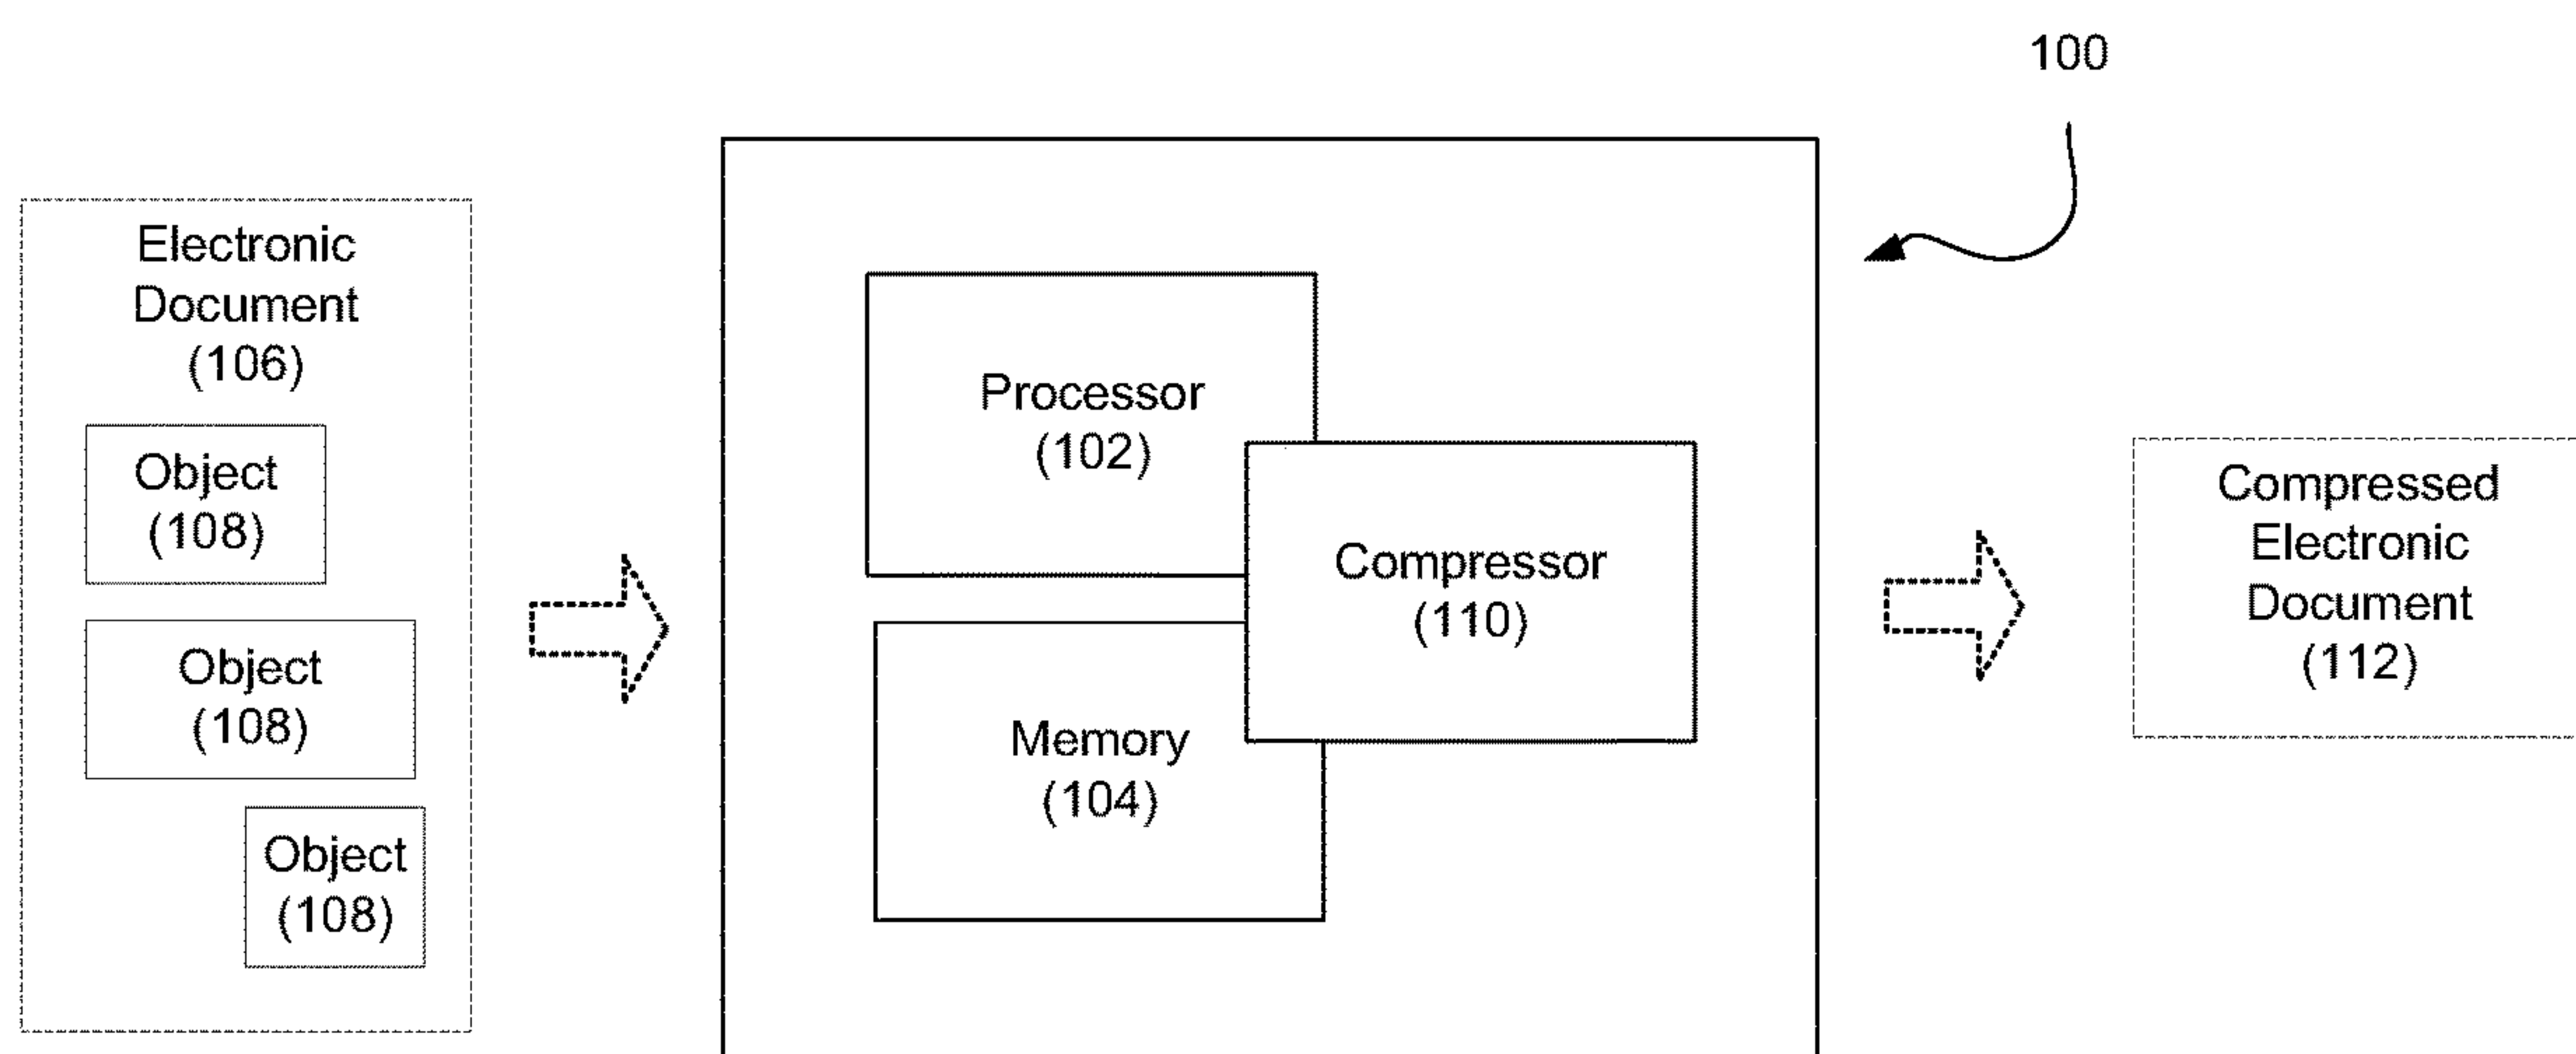 100
Electronic
Document
(106)
Object
(108)
Object
(108)
Object
(108)
Processor
(102)
Compressor
(110)
Memory
(104)
Compressed
Electronic
Document
(112)